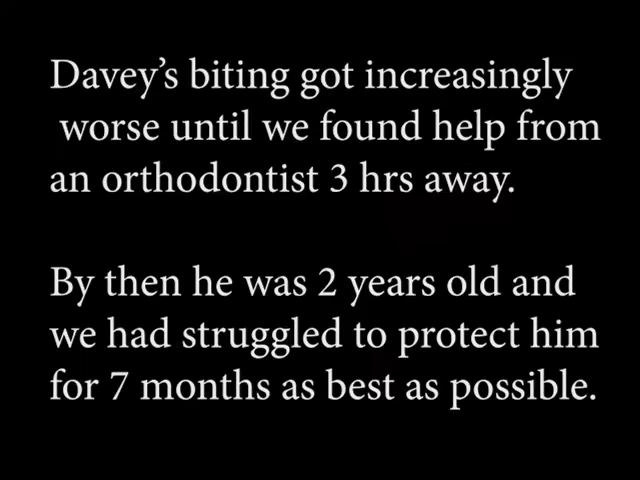 Davey’s biting got increasingly
worse until we found help from
an orthodontist 3 hrs away.
By then he was 2 years old and
we had struggled to protect him
for 7 months as best as possible.